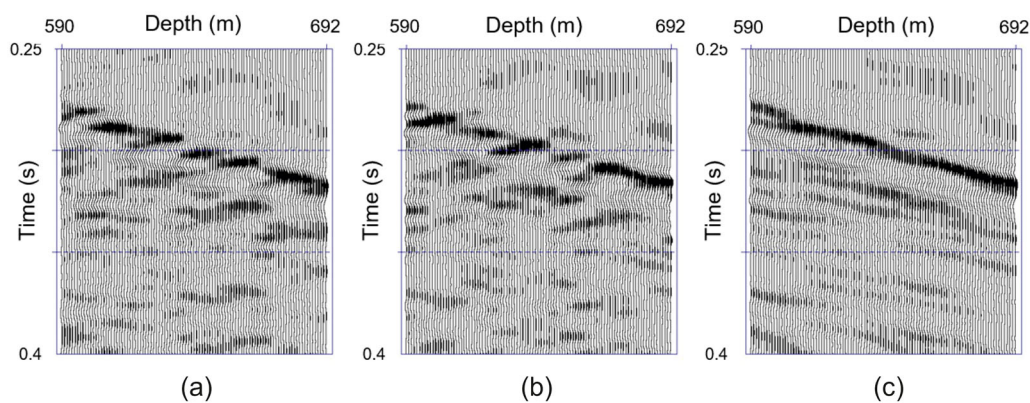 590 Depth (m) 692 590 Depth (m) 692 590 Depth (m) 692
0.25 0.25 0.25
Time (s) Time (s) Time (s)
0.4 0.4 0.4
(a) (b) (c)